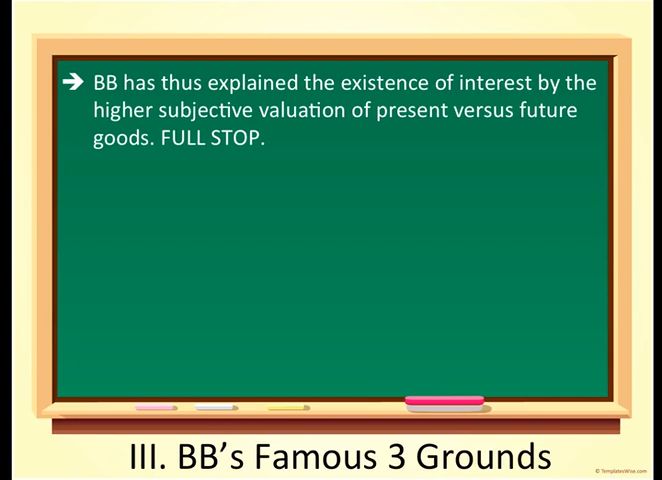 ➔ BB has thus explained the existence of interest by the
higher subjective valuation of present versus future
goods. FULL STOP.
III. BB’s Famous 3 Grounds
© TemplatesWise.com